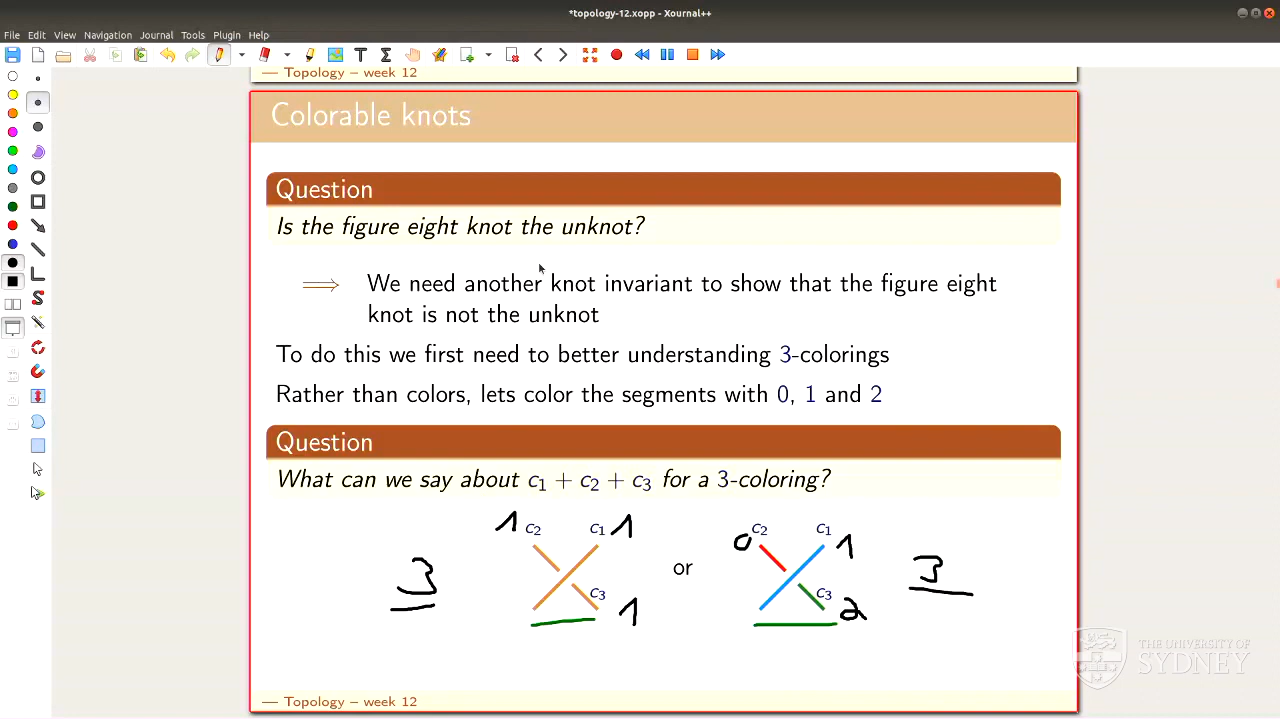 *topology-12.xopp - Xournal++
File Edit View Navigation Journal Tools Plugin Help
— Topology – week 12
Colorable knots
Question
Is the figure eight knot the unknot?
⟹ We need another knot invariant to show that the figure eight
knot is not the unknot
To do this we first need to better understanding 3-colorings
Rather than colors, lets color the segments with 0, 1 and 2
Question
What can we say about c₁ + c₂ + c₃ for a 3-coloring?
1 c₂ c₁ 1
0 c₂ c₁ 1
3 or 3
c₃ 1
c₃ 2
THE UNIVERSITY OF
SYDNEY
— Topology – week 12